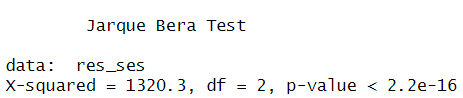 Jarque Bera Test
data:  res_ses
X-squared = 1320.3, df = 2, p-value < 2.2e-16